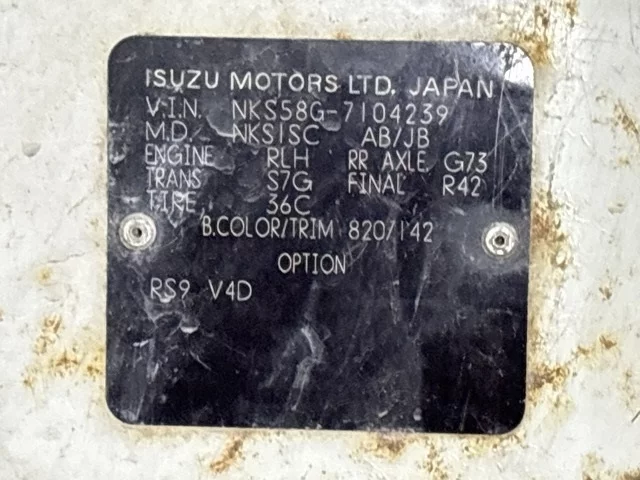 ISUZU MOTORS LTD. JAPAN
V.I.N. NKS58G-7104239
M.D. NKS1SC AB/JB
ENGINE RLH RR AXLE G73
TRANS S7G FINAL R42
TIRE 36C
B.COLOR/TRIM 820/142
OPTION
RS9 V4D